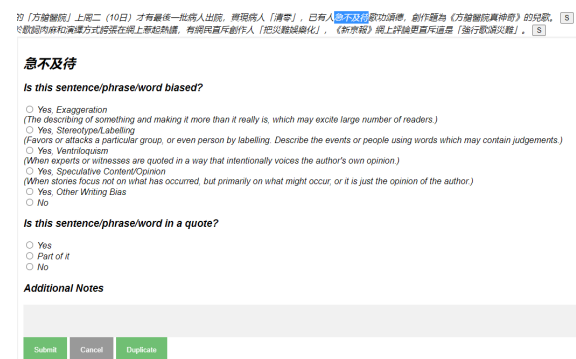 的「方艙醫院」上周二（10日）才有最後一批病人出院，實現病人「清零」，已有人急不及待歌功頌德，創作題為《方艙醫院真神奇》的兒歌。 S
歌詞肉麻和演繹方式誇張在網上惹起熱議，有網民直斥創作人「把災難娛樂化」，《新京報》網上評論更直斥這是「強行歌頌災難」。 S
急不及待
Is this sentence/phrase/word biased?
Yes, Exaggeration
(The describing of something and making it more than it really is, which may excite large number of readers.)
Yes, Stereotype/Labelling
(Favors or attacks a particular group, or even person by labelling. Describe the events or people using words which may contain judgements.)
Yes, Ventriloquism
(When experts or witnesses are quoted in a way that intentionally voices the author's own opinion.)
Yes, Speculative Content/Opinion
(When stories focus not on what has occurred, but primarily on what might occur, or it is just the opinion of the author.)
Yes, Other Writing Bias
No
Is this sentence/phrase/word in a quote?
Yes
Part of it
No
Additional Notes
Submit Cancel Duplicate